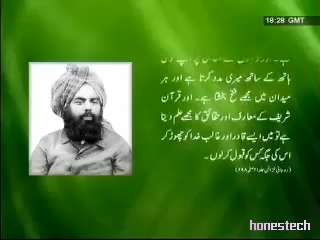 18:28 GMT
ہاتھ کے ساتھ میری مدد کرتا ہے اور ہر
میدان میں مجھے فتح بخشتا ہے۔ اور قرآن
شریف کے معارف اور حقائق کا مجھے علم دیتا
ہے تو میں ایسے قادر اور غالب خدا کو چھوڑ کر
اس کی جگہ کس کو قبول کرلوں۔
honestech